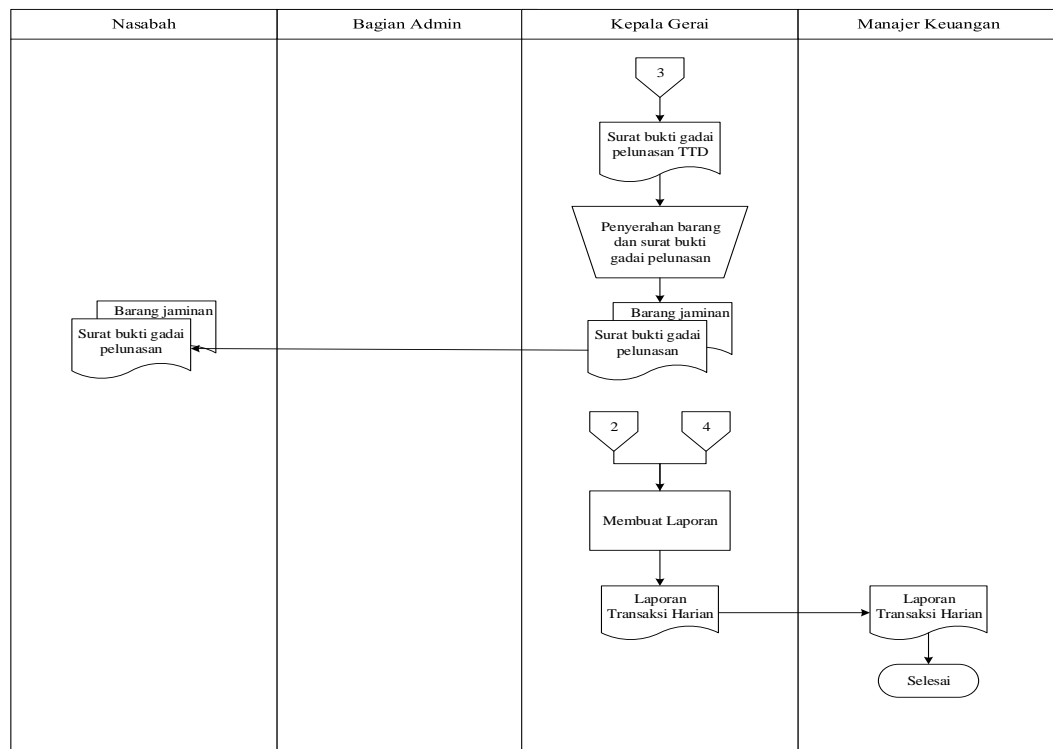 Nasabah
Bagian Admin
Kepala Gerai
Manajer Keuangan
3
Surat bukti gadai
pelunasan TTD
Penyerahan barang
dan surat bukti
gadai pelunasan
Barang jaminan
Surat bukti gadai
pelunasan
Barang jaminan
Surat bukti gadai
pelunasan
2
4
Membuat Laporan
Laporan
Transaksi Harian
Laporan
Transaksi Harian
Selesai